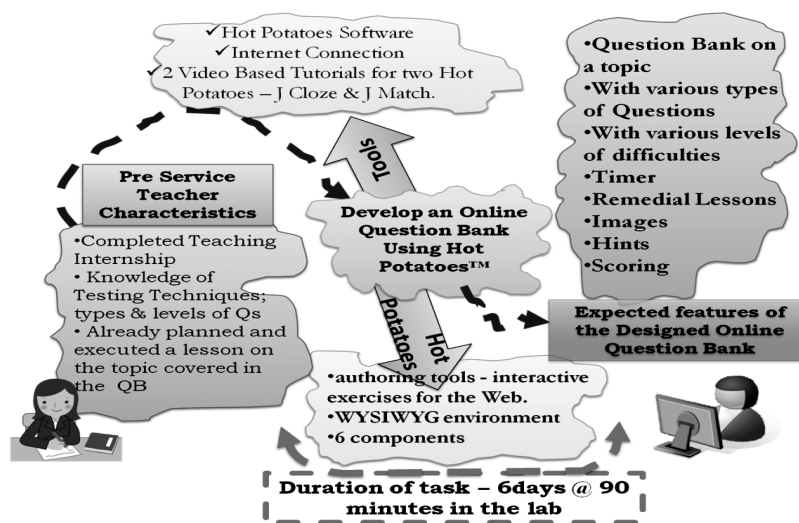 ✓Hot Potatoes Software
✓Internet Connection
✓2 Video Based Tutorials for two Hot
Potatoes – J Cloze & J Match.
Tools
Pre Service
Teacher
Characteristics
•Completed Teaching
Internship
• Knowledge of
Testing Techniques;
types & levels of Qs
• Already planned and
executed a lesson on
the topic covered in
the QB
Develop an Online
Question Bank
Using Hot
Potatoes™
Hot
Potatoes
•authoring tools - interactive
exercises for the Web.
•WYSIWYG environment
•6 components
•Question Bank on
a topic
•With various types
of Questions
•With various levels
of difficulties
•Timer
•Remedial Lessons
•Images
•Hints
•Scoring
Expected features of
the Designed Online
Question Bank
Duration of task – 6days @ 90
minutes in the lab